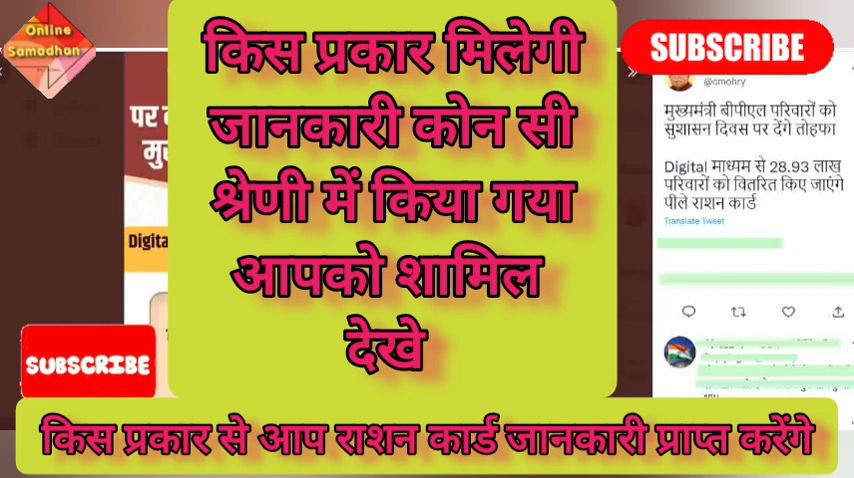 Online
Samadhan
किस प्रकार मिलेगी
जानकारी कोन सी
श्रेणी में किया गया
आपको शामिल
देखे
SUBSCRIBE
@cmohry
मुख्यमंत्री बीपीएल परिवारों को
सुशासन दिवस पर देंगे तोहफा
Digital माध्यम से 28.93 लाख
परिवारों को वितरित किए जाएंगे
पीले राशन कार्ड
Translate Tweet
पर
SUBSCRIBE
किस प्रकार से आप राशन कार्ड जानकारी प्राप्त करेंगे